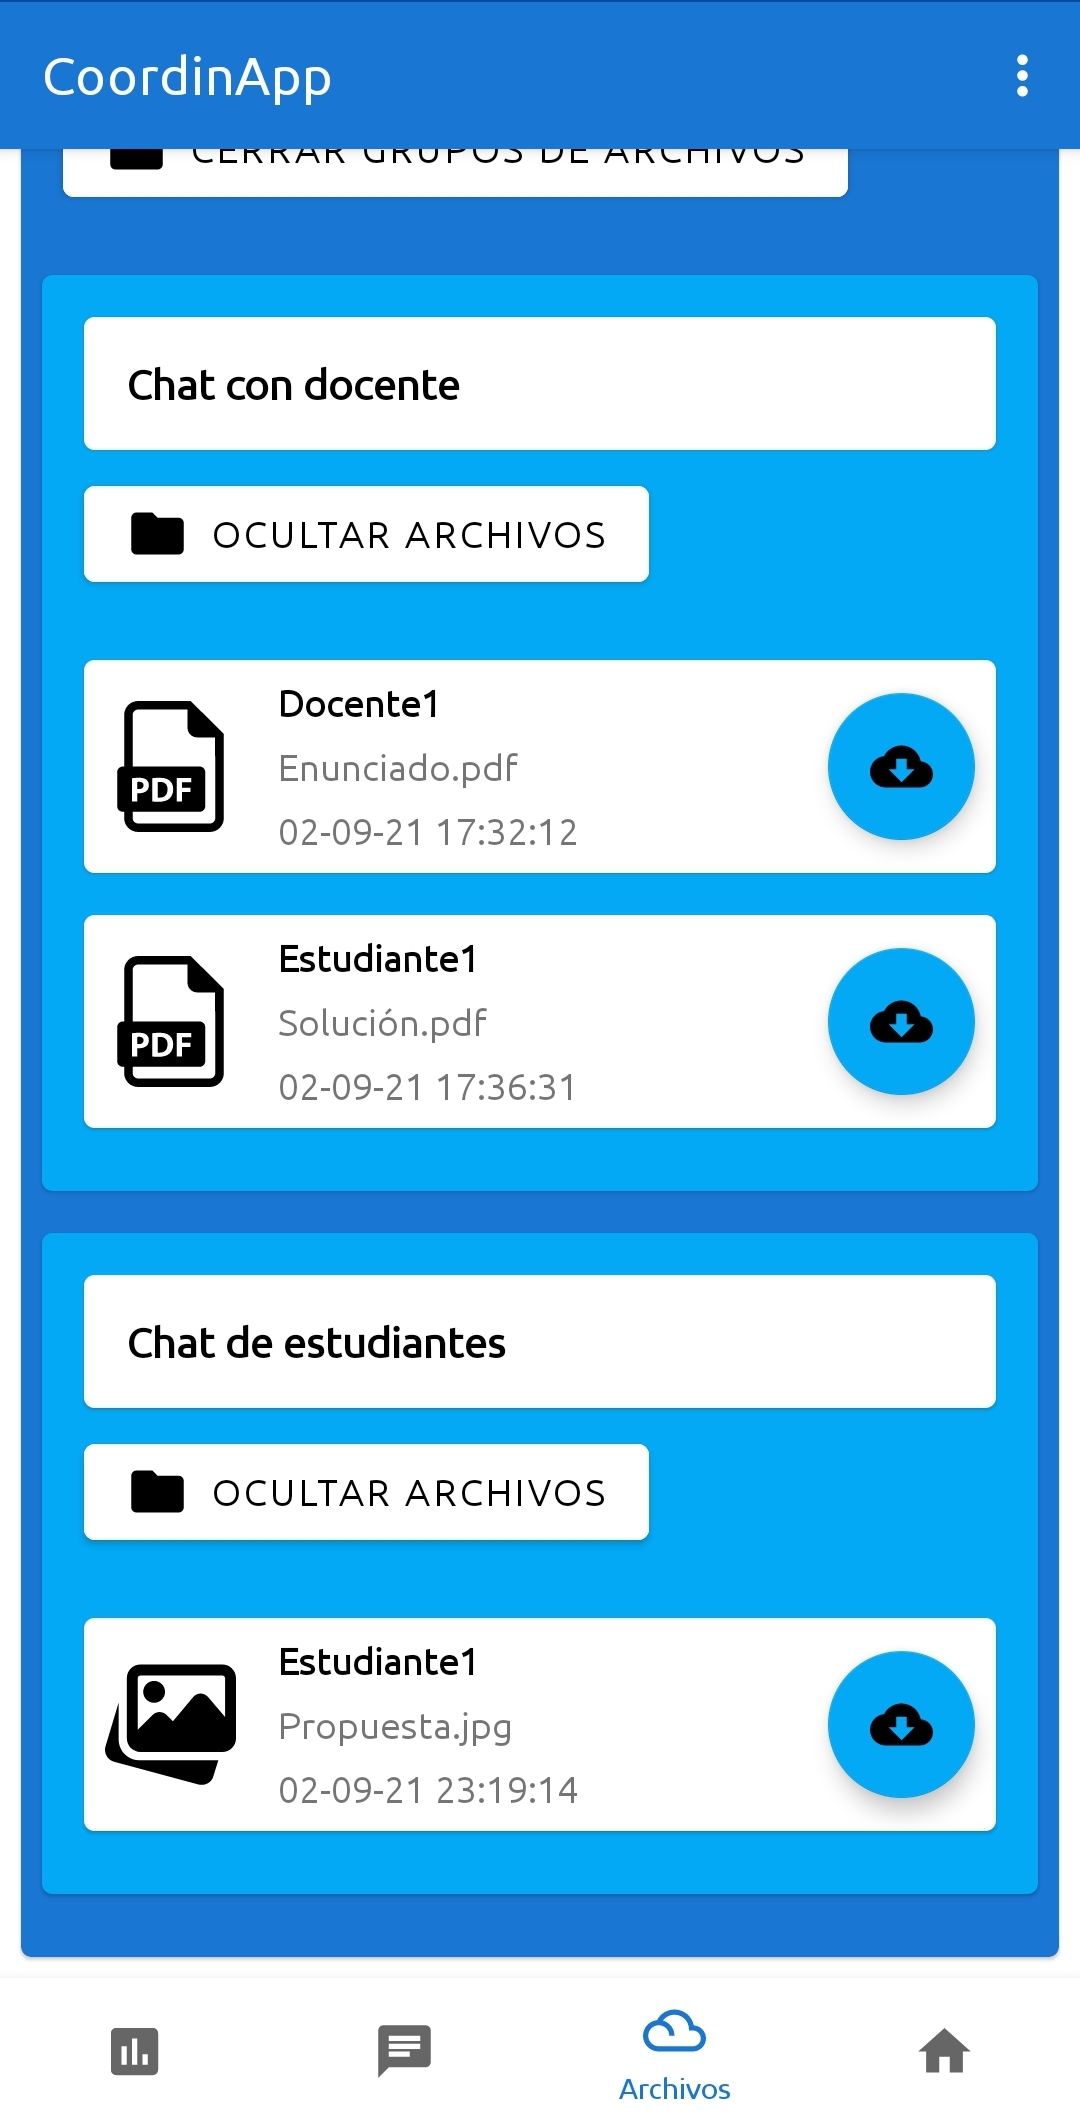 CoordinApp
CERRAR GRUPOS DE ARCHIVOS
Chat con docente
OCULTAR ARCHIVOS
Docente1
PDF
Enunciado.pdf
02-09-21 17:32:12
Estudiante1
PDF
Solución.pdf
02-09-21 17:36:31
Chat de estudiantes
OCULTAR ARCHIVOS
Estudiante1
Propuesta.jpg
02-09-21 23:19:14
Archivos